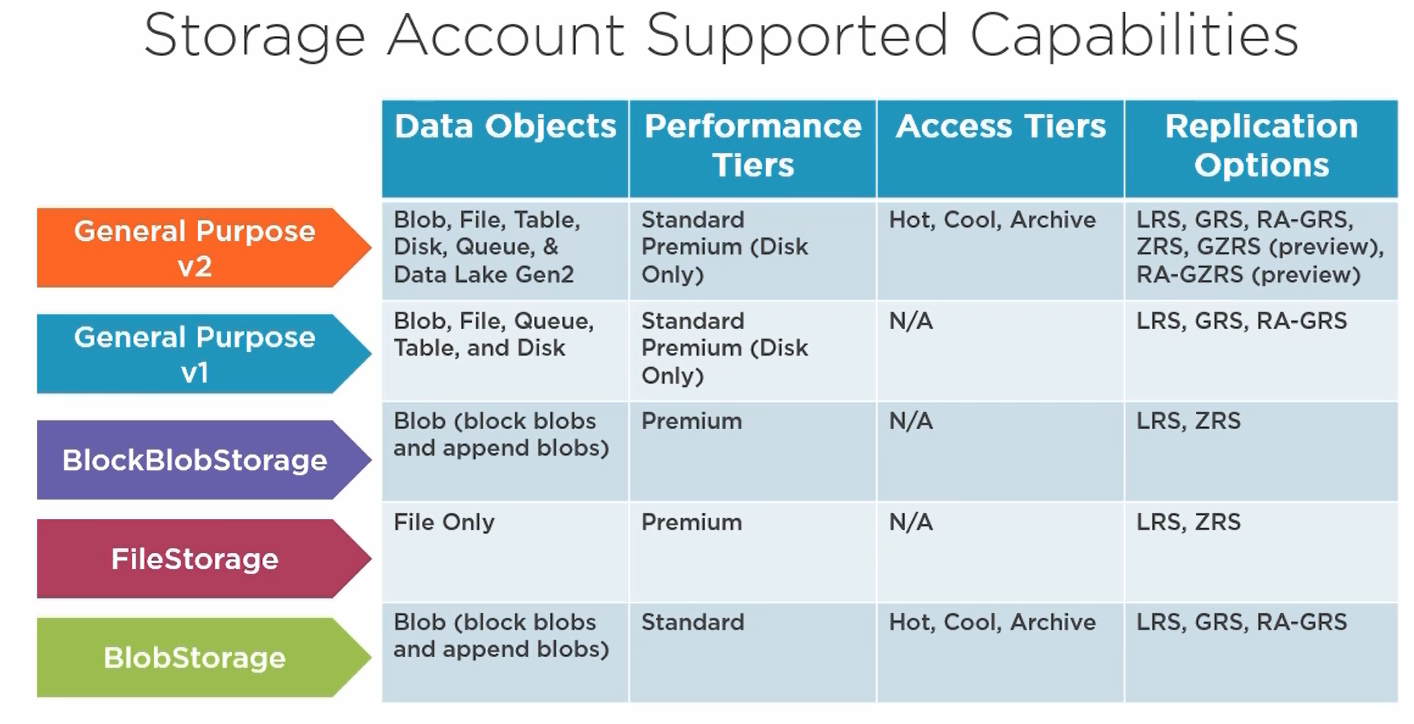 Storage Account Supported Capabilities
Data Objects
Performance
Tiers
Access Tiers
Replication
Options
General Purpose
v2
Blob, File, Table,
Disk, Queue, &
Data Lake Gen2
Standard
Premium (Disk
Only)
Hot, Cool, Archive
LRS, GRS, RA-GRS,
ZRS, GZRS (preview),
RA-GZRS (preview)
General Purpose
v1
Blob, File, Queue,
Table, and Disk
Standard
Premium (Disk
Only)
N/A
LRS, GRS, RA-GRS
BlockBlobStorage
Blob (block blobs
and append blobs)
Premium
N/A
LRS, ZRS
FileStorage
File Only
Premium
N/A
LRS, ZRS
BlobStorage
Blob (block blobs
and append blobs)
Standard
Hot, Cool, Archive
LRS, GRS, RA-GRS